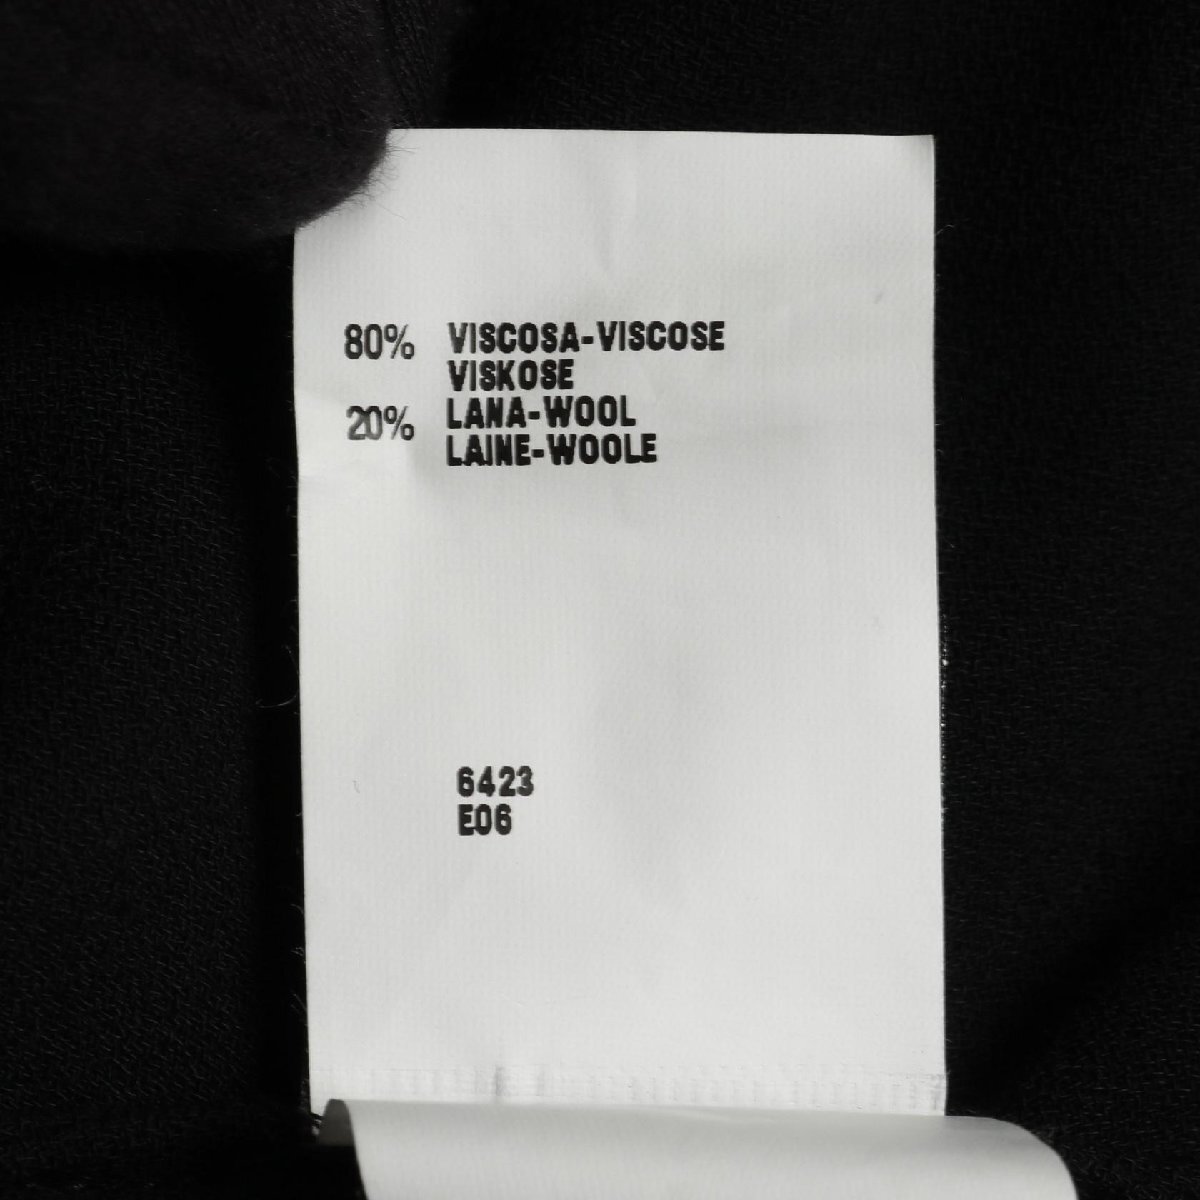 80% VISCOSA-VISCOSE
VISKOSE
20% LANA-WOOL
LAINE-WOOLE
6423
E06